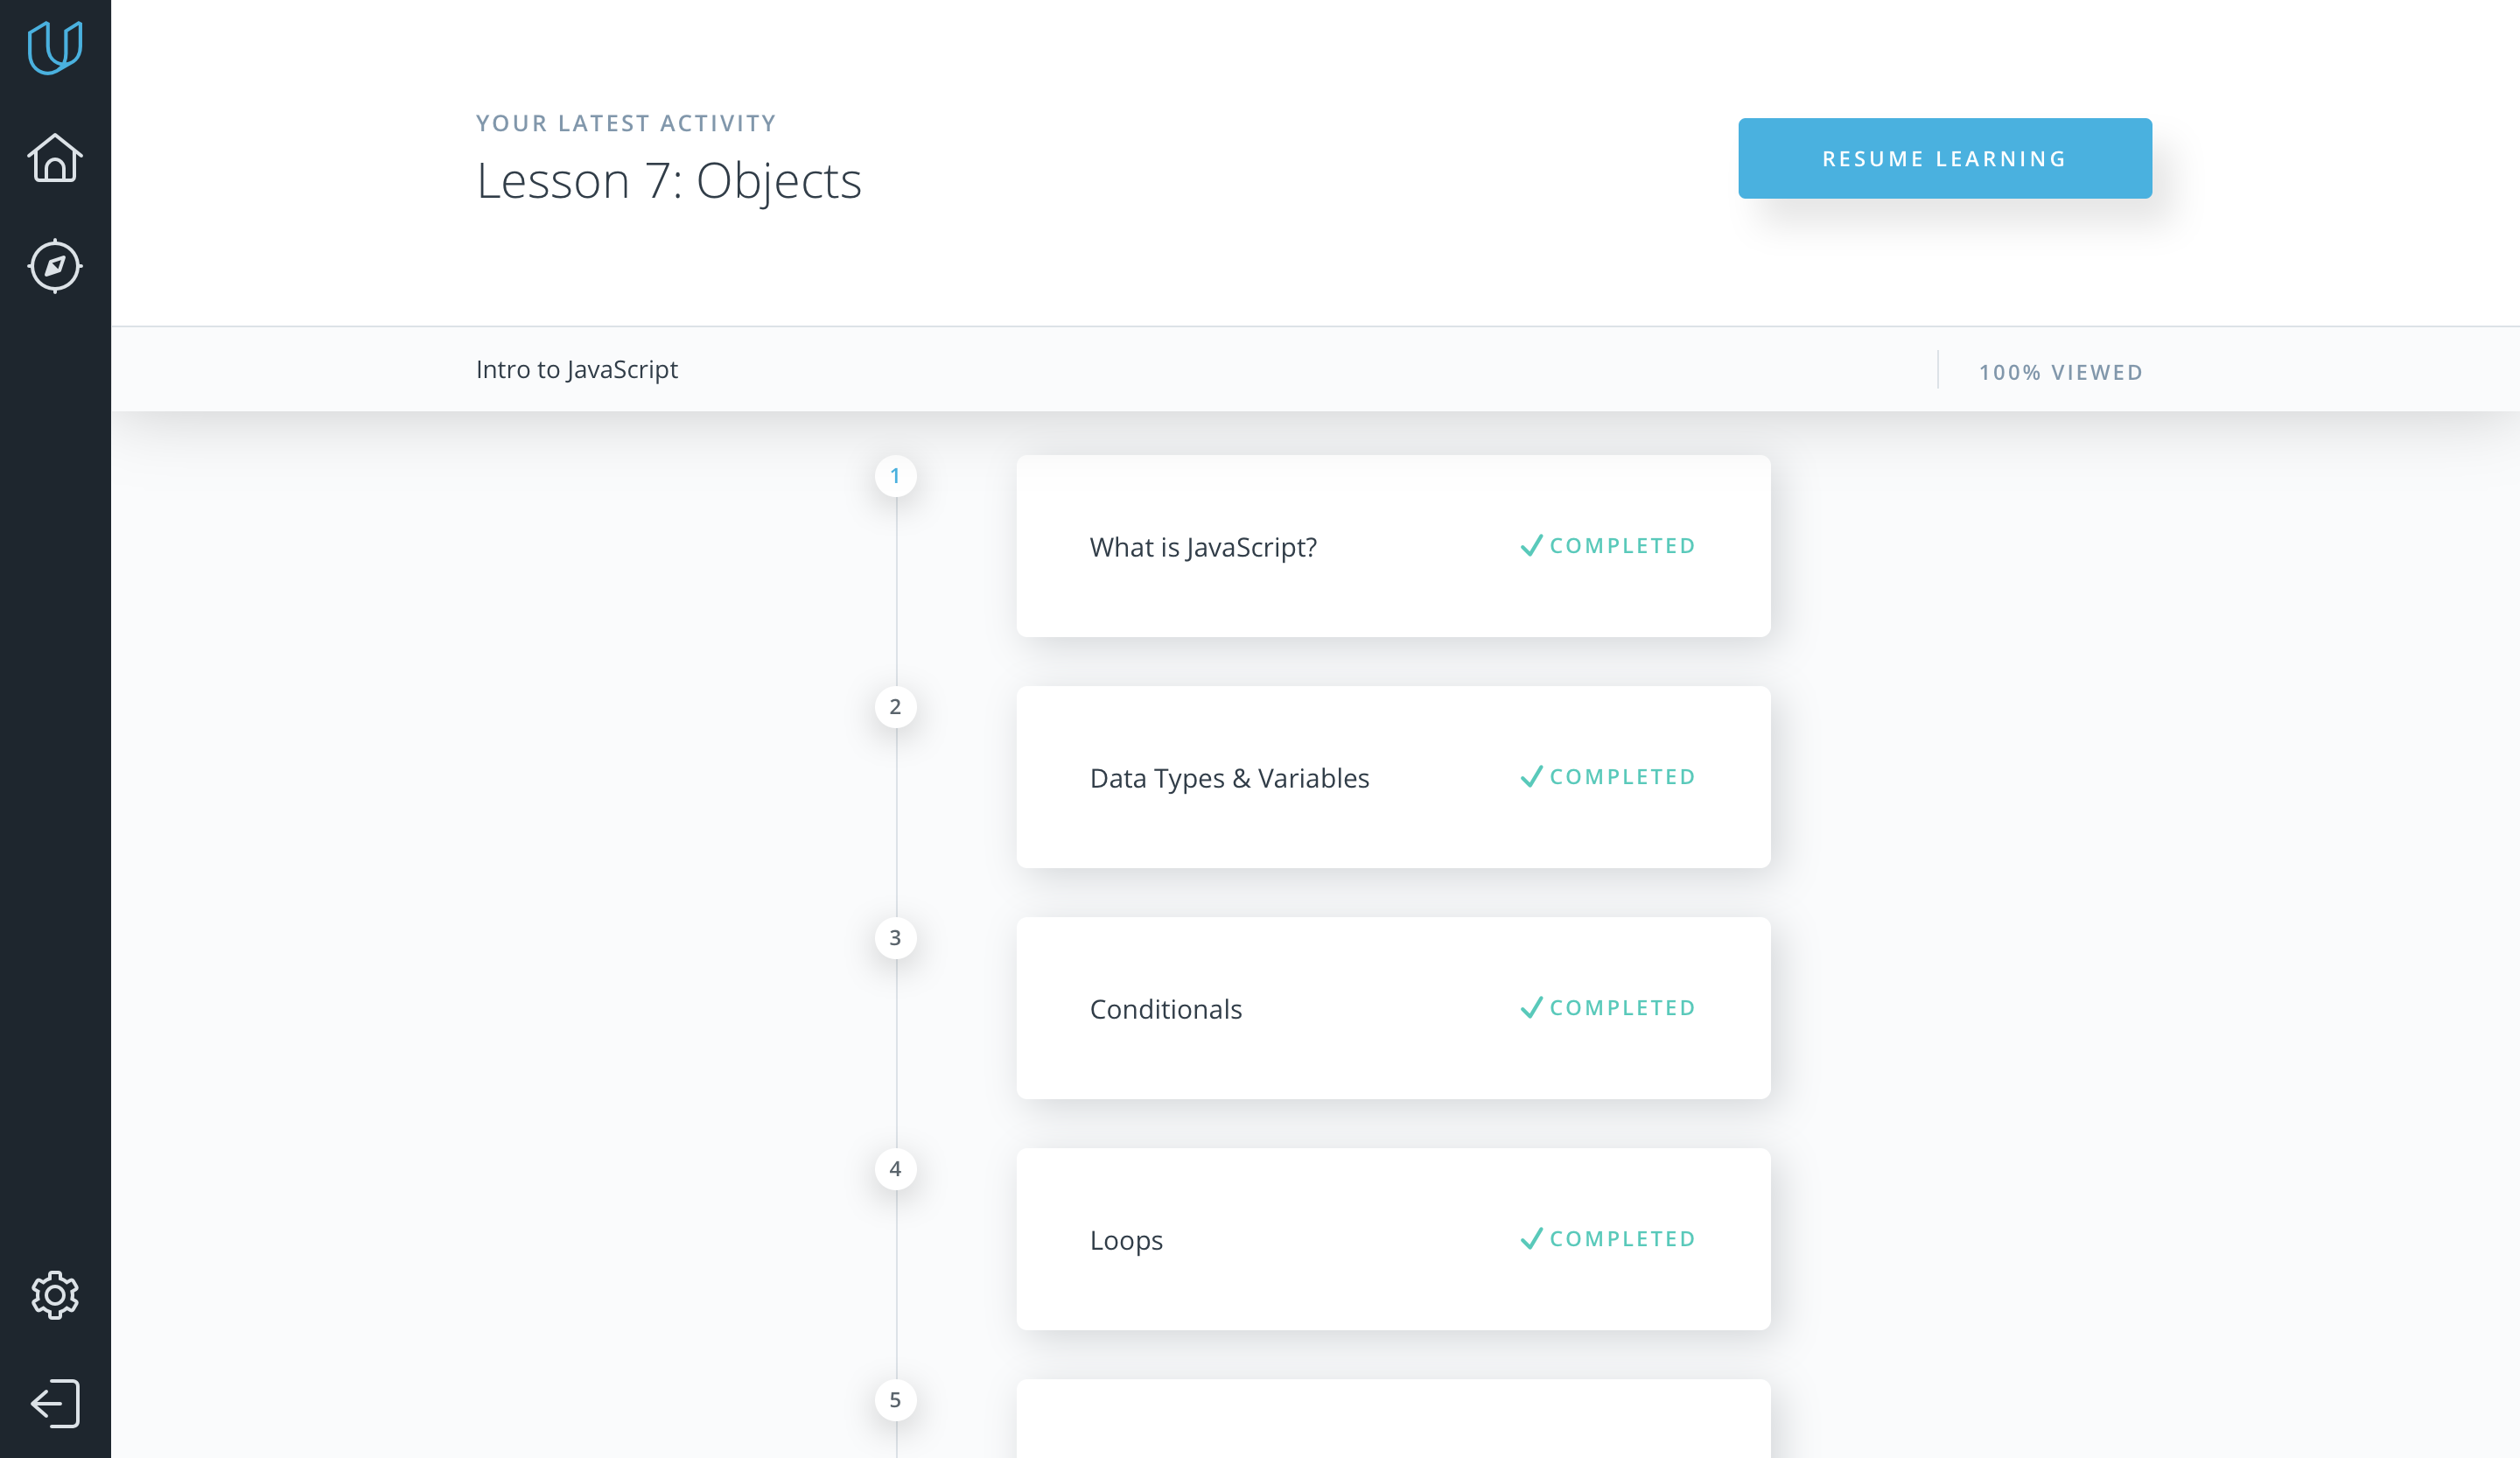 YOUR LATEST ACTIVITY
Lesson 7: Objects
RESUME LEARNING
Intro to JavaScript
100% VIEWED
1
What is JavaScript?
COMPLETED
2
Data Types & Variables
COMPLETED
3
Conditionals
COMPLETED
4
Loops
COMPLETED
5